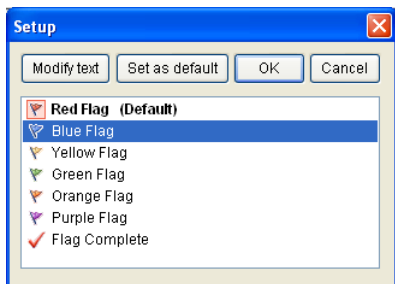 Setup
Modify text Set as default OK Cancel
Red Flag (Default)
Blue Flag
Yellow Flag
Green Flag
Orange Flag
Purple Flag
Flag Complete